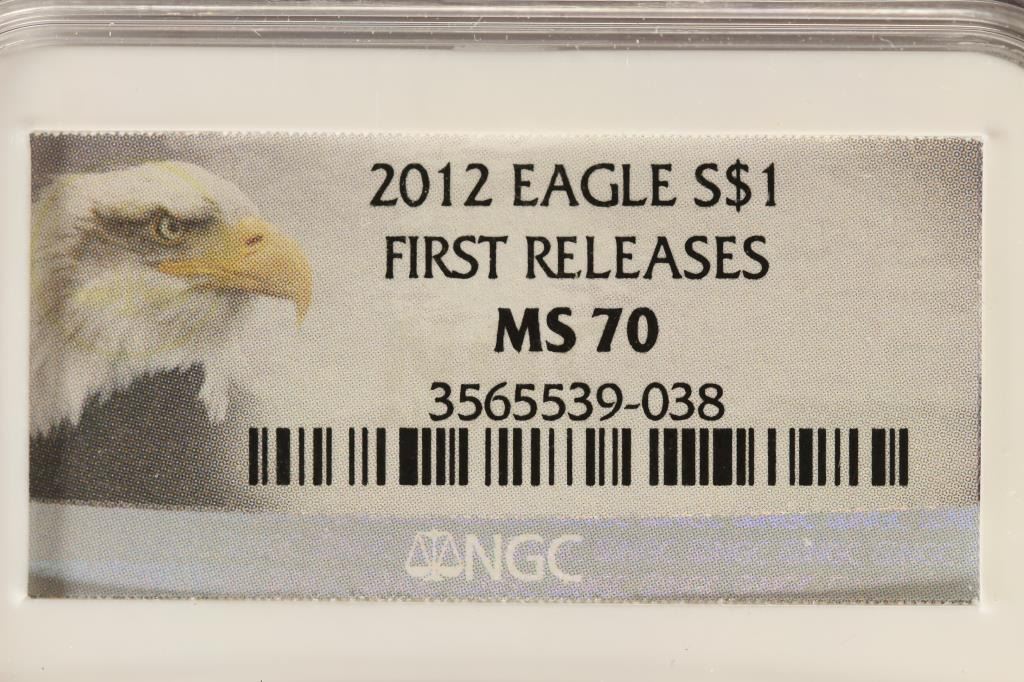 2012 EAGLE S$1
FIRST RELEASES
MS 70
3565539-038
NGC